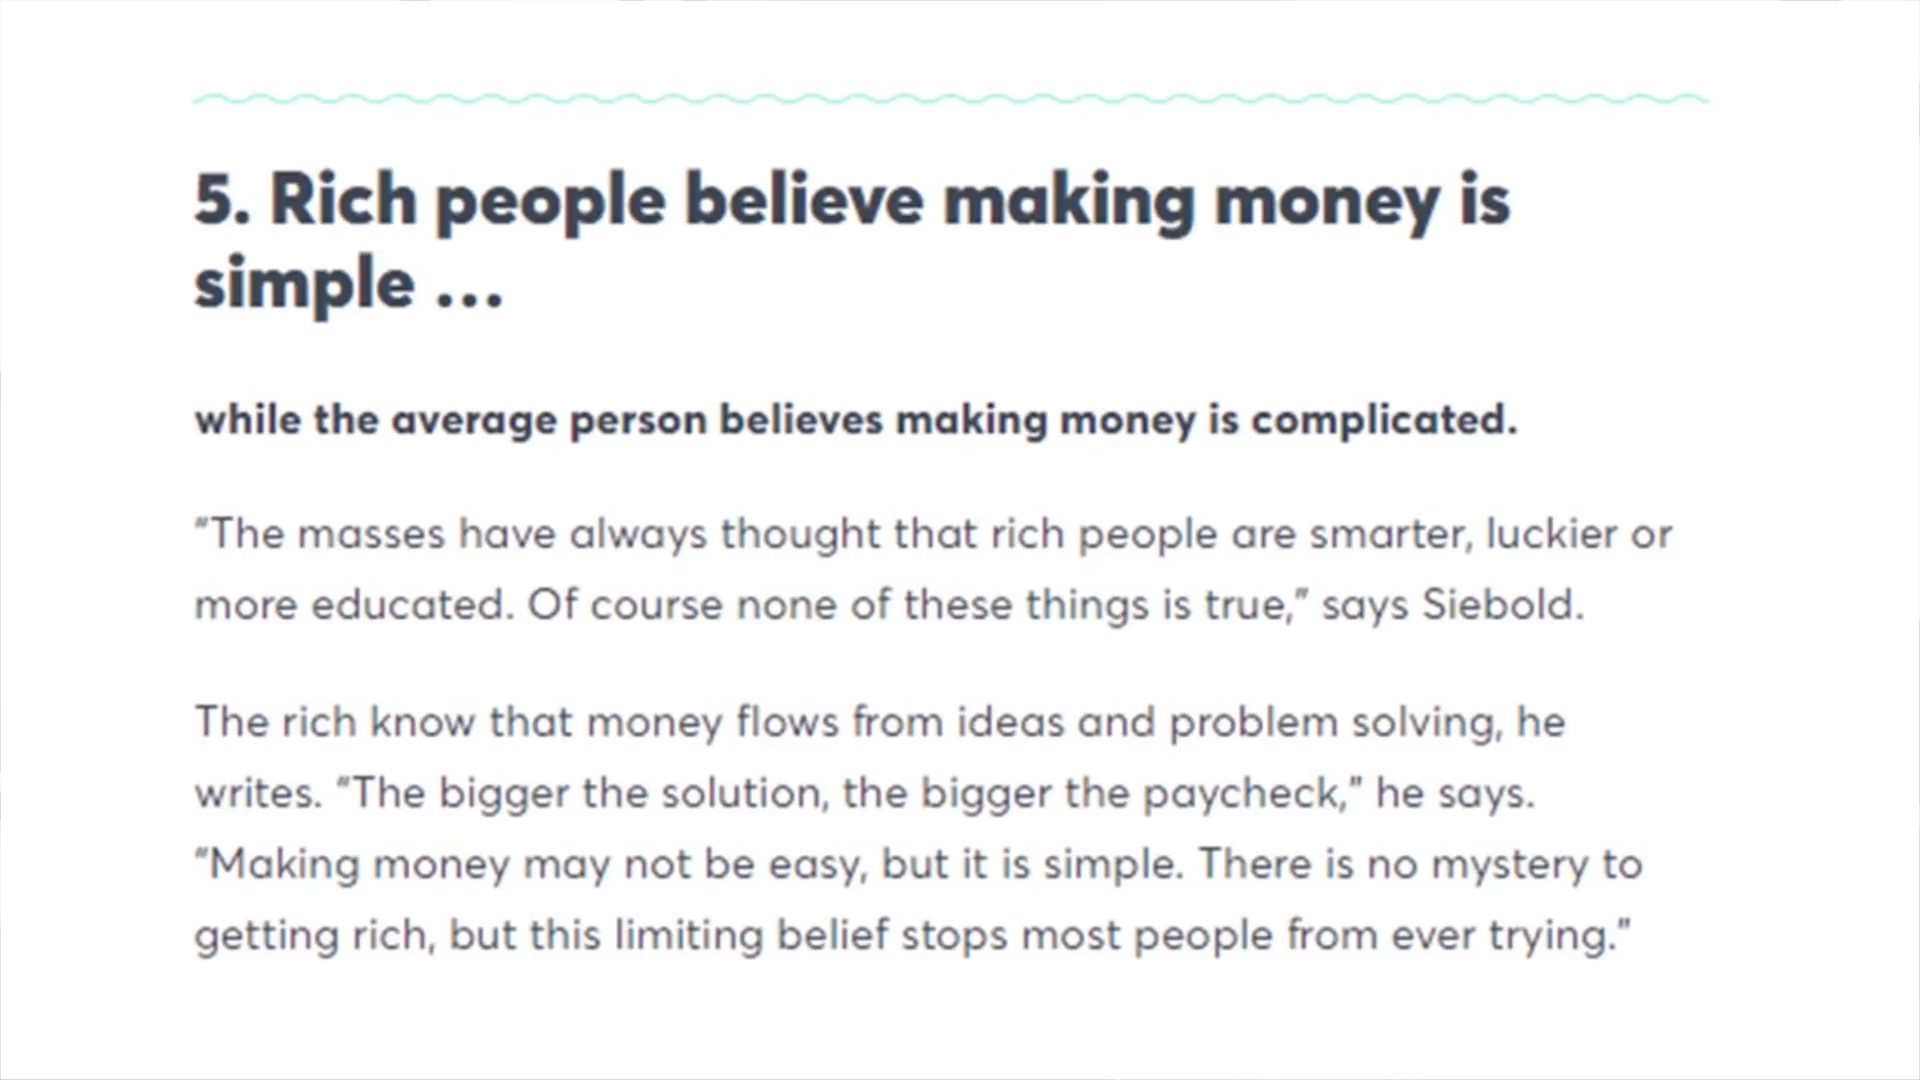 5. Rich people believe making money is
simple ...
while the average person believes making money is complicated.
"The masses have always thought that rich people are smarter, luckier or
more educated. Of course none of these things is true," says Siebold.
The rich know that money flows from ideas and problem solving, he
writes. "The bigger the solution, the bigger the paycheck," he says.
"Making money may not be easy, but it is simple. There is no mystery to
getting rich, but this limiting belief stops most people from ever trying."